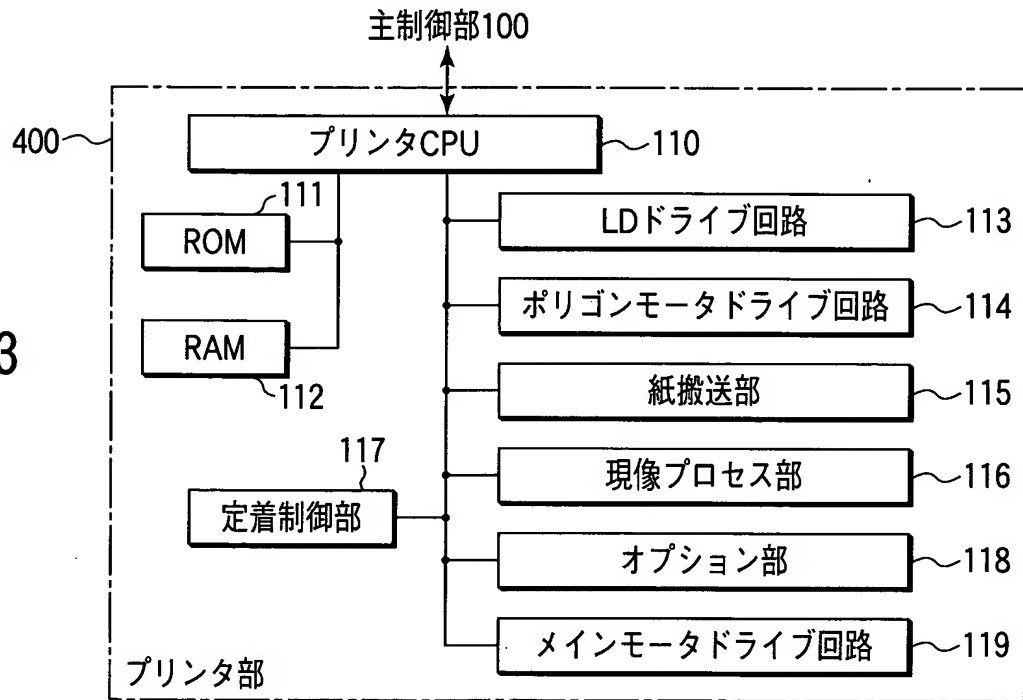 主制御部100
400
プリンタCPU
110
111
ROM
RAM
112
LDドライブ回路
113
ポリゴンモータドライブ回路
114
3
紙搬送部
115
117
定着制御部
現像プロセス部
116
オプション部
118
メインモータドライブ回路
119
プリンタ部